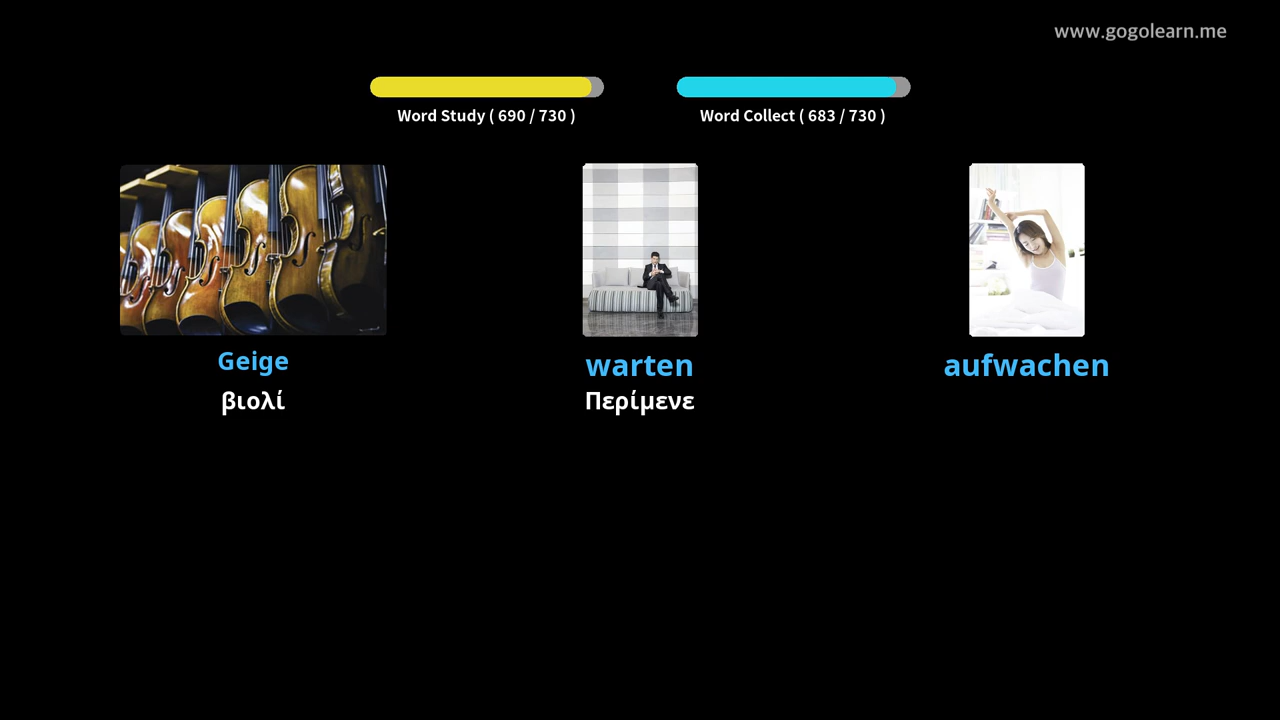 www.gogolearn.me
Word Study ( 690 / 730 )
Word Collect ( 683 / 730 )
Geige
βιολί
warten
Περίμενε
aufwachen